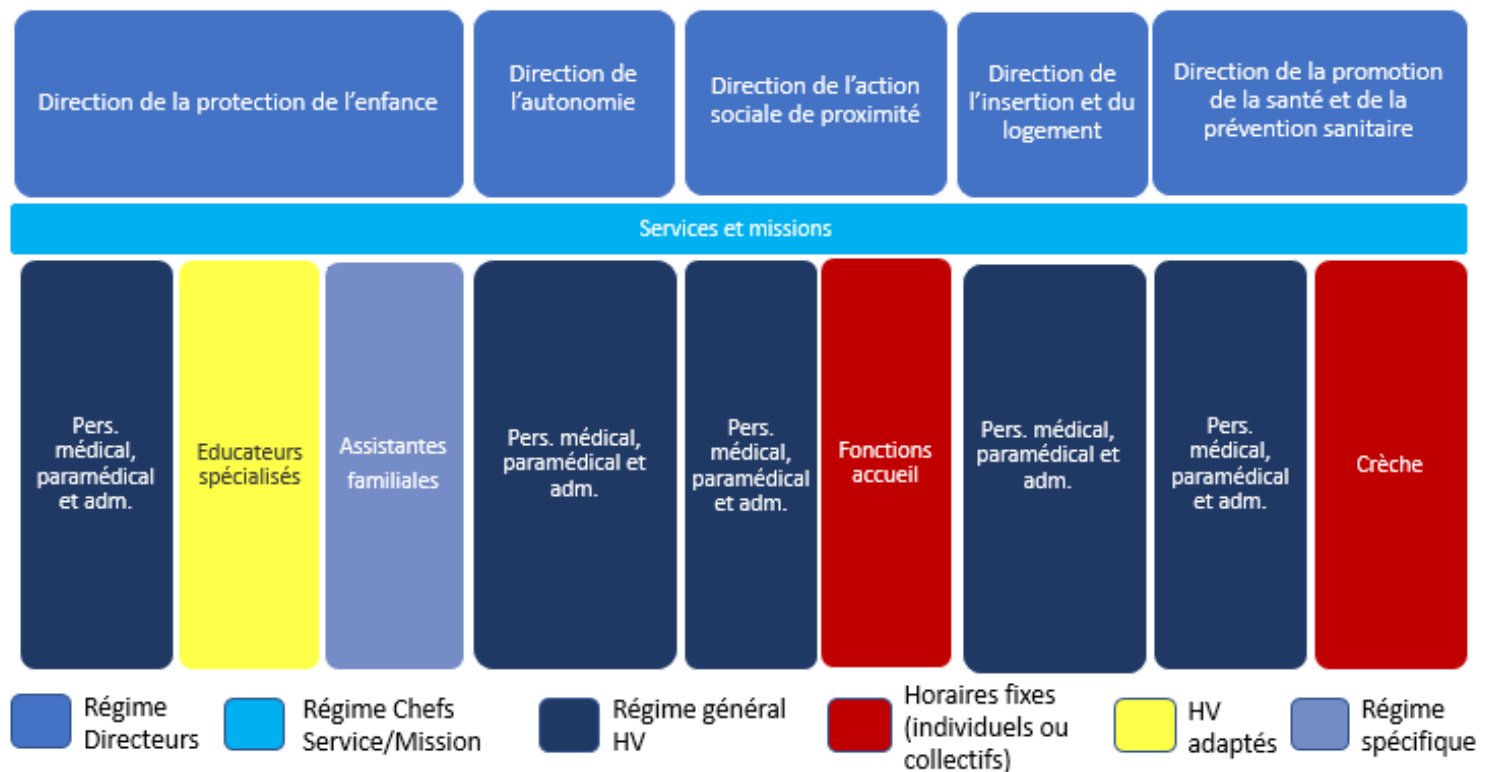 Direction de la protection de l’enfance
Direction de
l’autonomie
Direction de l’action
sociale de proximité
Direction de
l’insertion et du
logement
Direction de la promotion
de la santé et de la
prévention sanitaire
Services et missions
Pers.
médical,
paramédical
et adm.
Educateurs
spécialisés
Assistantes
familiales
Pers. médical,
paramédical et
adm.
Pers.
médical,
paramédical
et adm.
Fonctions
accueil
Pers. médical,
paramédical et
adm.
Pers.
médical,
paramédical
et adm.
Crèche
Régime
Directeurs
Régime Chefs
Service/Mission
Régime général
HV
Horaires fixes
(individuels ou
collectifs)
HV
adaptés
Régime
spécifique